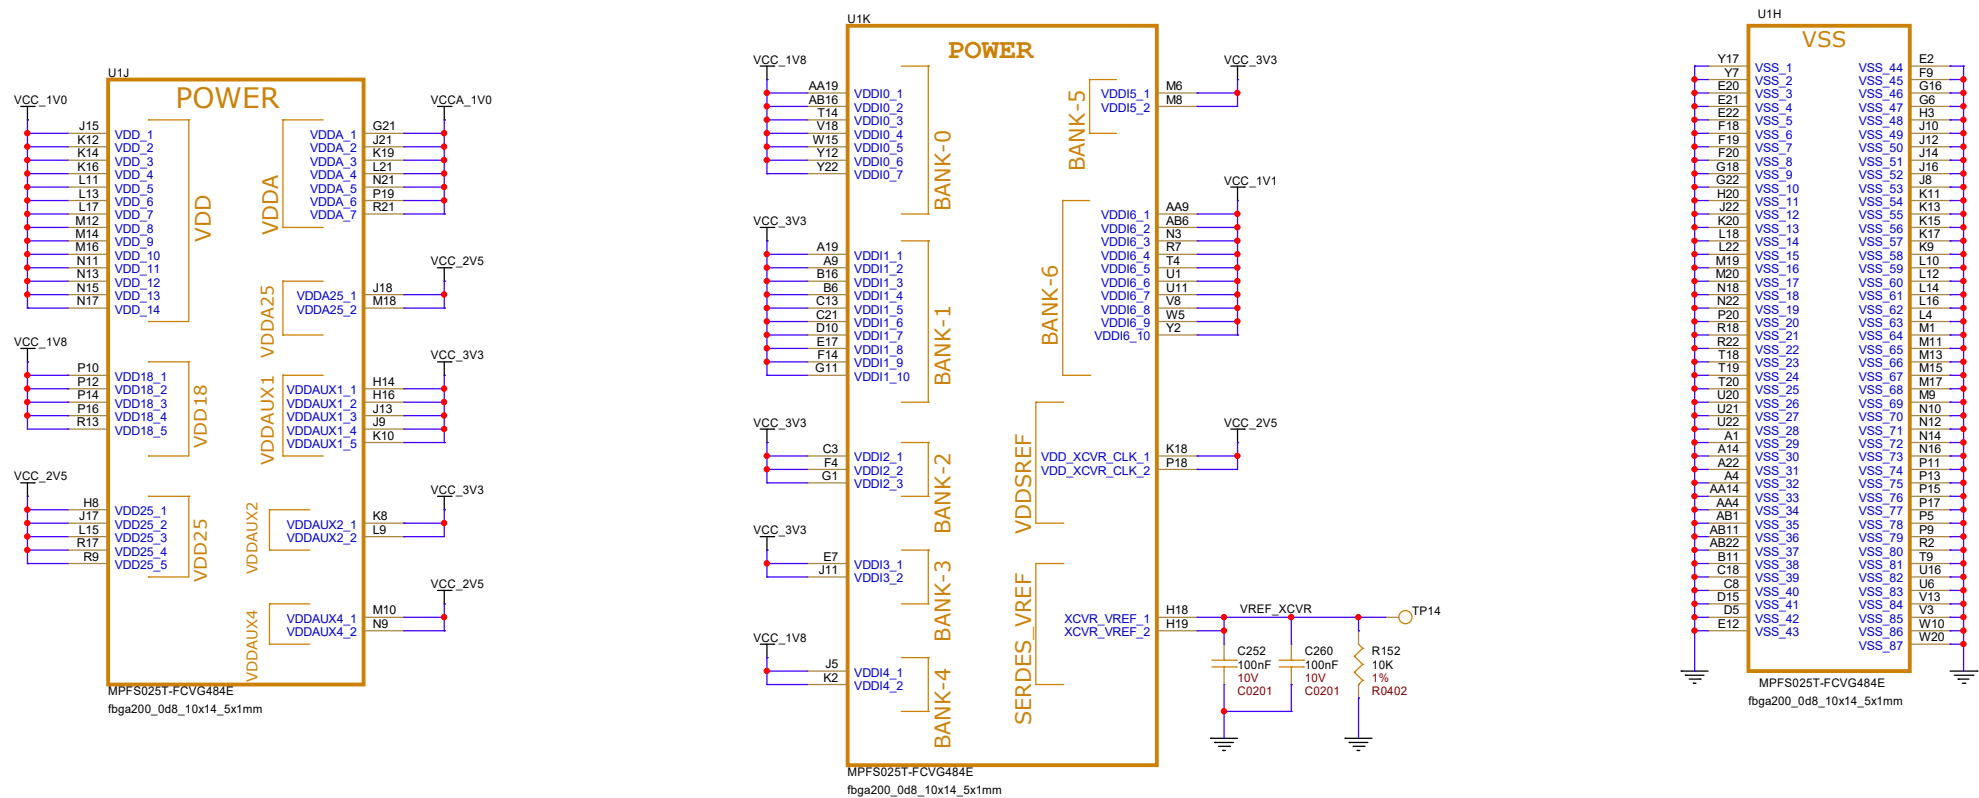 U1J
POWER
VCC_1V0
J15 VDD_1
K12 VDD_2
K14 VDD_3
K16 VDD_4
L11 VDD_5
L13 VDD_6
L17 VDD_7
M12 VDD_8
M14 VDD_9
M16 VDD_10
N11 VDD_11
N13 VDD_12
N15 VDD_13
N17 VDD_14
VDD
VCC_1V8
P10 VDD18_1
P12 VDD18_2
P14 VDD18_3
P16 VDD18_4
R13 VDD18_5
VDD18
VCC_2V5
H8 VDD25_1
J17 VDD25_2
L15 VDD25_3
R17 VDD25_4
R9 VDD25_5
VDD25
VCCA_1V0
VDDA
VDDA_1 G21
VDDA_2 J21
VDDA_3 K19
VDDA_4 L21
VDDA_5 N21
VDDA_6 P19
VDDA_7 R21
VCC_2V5
VDDA25
VDDA25_1 J18
VDDA25_2 M18
VCC_3V3
VDDAUX1
VDDAUX1_1 H14
VDDAUX1_2 H16
VDDAUX1_3 J13
VDDAUX1_4 J9
VDDAUX1_5 K10
VCC_3V3
VDDAUX2
VDDAUX2_1 K8
VDDAUX2_2 L9
VCC_2V5
VDDAUX4
VDDAUX4_1 M10
VDDAUX4_2 N9
MPFS025T-FCVG484E
fbga200_0d8_10x14_5x1mm
U1K
POWER
VCC_1V8
AA19 VDDI0_1
AB16 VDDI0_2
T14 VDDI0_3
V18 VDDI0_4
W15 VDDI0_5
Y12 VDDI0_6
Y22 VDDI0_7
BANK-0
VCC_3V3
A19 VDDI1_1
A9 VDDI1_2
B16 VDDI1_3
B6 VDDI1_4
C13 VDDI1_5
C21 VDDI1_6
D10 VDDI1_7
E17 VDDI1_8
F14 VDDI1_9
G11 VDDI1_10
BANK-1
VCC_3V3
C3 VDDI2_1
F4 VDDI2_2
G1 VDDI2_3
BANK-2
VCC_3V3
E7 VDDI3_1
J11 VDDI3_2
BANK-3
VCC_1V8
J5 VDDI4_1
K2 VDDI4_2
BANK-4
VCC_3V3
BANK-5
VDDI5_1 M6
VDDI5_2 M8
VCC_1V1
BANK-6
VDDI6_1 AA9
VDDI6_2 AB6
VDDI6_3 N3
VDDI6_4 R7
VDDI6_5 T4
VDDI6_6 U1
VDDI6_7 U11
VDDI6_8 V8
VDDI6_9 W5
VDDI6_10 Y2
VCC_2V5
VDDSREF
VDD_XCVR_CLK_1 K18
VDD_XCVR_CLK_2 P18
SERDES_VREF
XCVR_VREF_1 H18
XCVR_VREF_2 H19
VREF_XCVR
TP14
C252
100nF
10V
C0201
C260
100nF
10V
C0201
R152
10K
1%
R0402
MPFS025T-FCVG484E
fbga200_0d8_10x14_5x1mm
U1H
VSS
Y17 VSS_1
Y7 VSS_2
E20 VSS_3
E21 VSS_4
E22 VSS_5
F18 VSS_6
F19 VSS_7
F20 VSS_8
G18 VSS_9
G22 VSS_10
H20 VSS_11
J22 VSS_12
K20 VSS_13
L18 VSS_14
L22 VSS_15
M19 VSS_16
M20 VSS_17
N18 VSS_18
N22 VSS_19
P20 VSS_20
R18 VSS_21
R22 VSS_22
T18 VSS_23
T19 VSS_24
T20 VSS_25
U20 VSS_26
U21 VSS_27
U22 VSS_28
A1 VSS_29
A14 VSS_30
A22 VSS_31
A4 VSS_32
AA14 VSS_33
AA4 VSS_34
AB1 VSS_35
AB11 VSS_36
AB22 VSS_37
B11 VSS_38
C18 VSS_39
C8 VSS_40
D15 VSS_41
D5 VSS_42
E12 VSS_43
VSS_44 E2
VSS_45 F9
VSS_46 G16
VSS_47 G6
VSS_48 H3
VSS_49 J10
VSS_50 J12
VSS_51 J14
VSS_52 J16
VSS_53 J8
VSS_54 K11
VSS_55 K13
VSS_56 K15
VSS_57 K17
VSS_58 K9
VSS_59 L10
VSS_60 L12
VSS_61 L14
VSS_62 L16
VSS_63 L4
VSS_64 M1
VSS_65 M11
VSS_66 M13
VSS_67 M15
VSS_68 M17
VSS_69 M9
VSS_70 N10
VSS_71 N12
VSS_72 N14
VSS_73 N16
VSS_74 P11
VSS_75 P13
VSS_76 P15
VSS_77 P17
VSS_78 P5
VSS_79 P9
VSS_80 R2
VSS_81 T9
VSS_82 U16
VSS_83 U6
VSS_84 V13
VSS_85 V3
VSS_86 W10
VSS_87 W20
MPFS025T-FCVG484E
fbga200_0d8_10x14_5x1mm